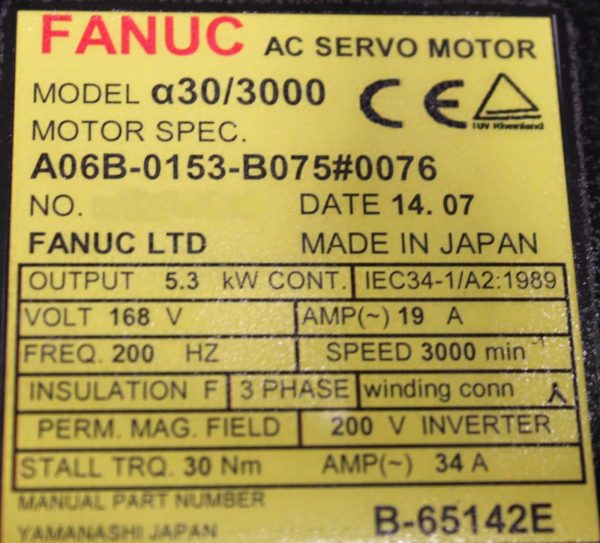 FANUC AC SERVO MOTOR
MODEL α30/3000
TÜV Rheinland
MOTOR SPEC.
A06B-0153-B075#0076
NO. DATE 14. 07
FANUC LTD MADE IN JAPAN
OUTPUT 5.3 kW CONT. IEC34-1/A2:1989
VOLT 168 V AMP(~) 19 A
FREQ. 200 HZ SPEED 3000 min⁻¹
INSULATION F 3 PHASE winding conn
PERM. MAG. FIELD 200 V INVERTER
STALL TRQ. 30 Nm AMP(~) 34 A
MANUAL PART NUMBER
YAMANASHI JAPAN B-65142E